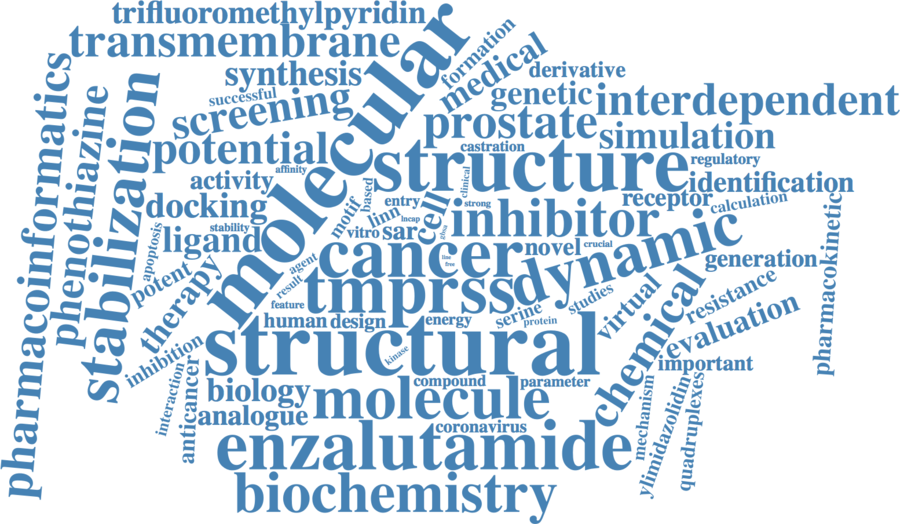 trifluoromethylpyridin
transmembrane
molecular
formation
medical
derivative
synthesis
successful
screening
genetic
interdependent
pharmacoinformatics
phenothiazine
stabilization
potential
prostate
simulation
castration
structure
regulatory
affinity
activity
identification
clinical
based
docking
motif
entry
linn
lncap
cell
strong
receptor
calculation
stability
ligand
vitro
sar
inhibitor
apoptosis
potent
therapy
agent
result
cancer
line
free
novel
crucial
dynamic
generation
pharmacokinetic
tmprss
feature
human
design
energy
serine
protein
studies
virtual
chemical
resistance
evaluation
inhibition
structural
kinase
important
interaction
anticancer
biology
analogue
molecule
compound
parameter
coronavirus
mechanism
ylimidazolidin
quadruplexes
enzalutamide
biochemistry